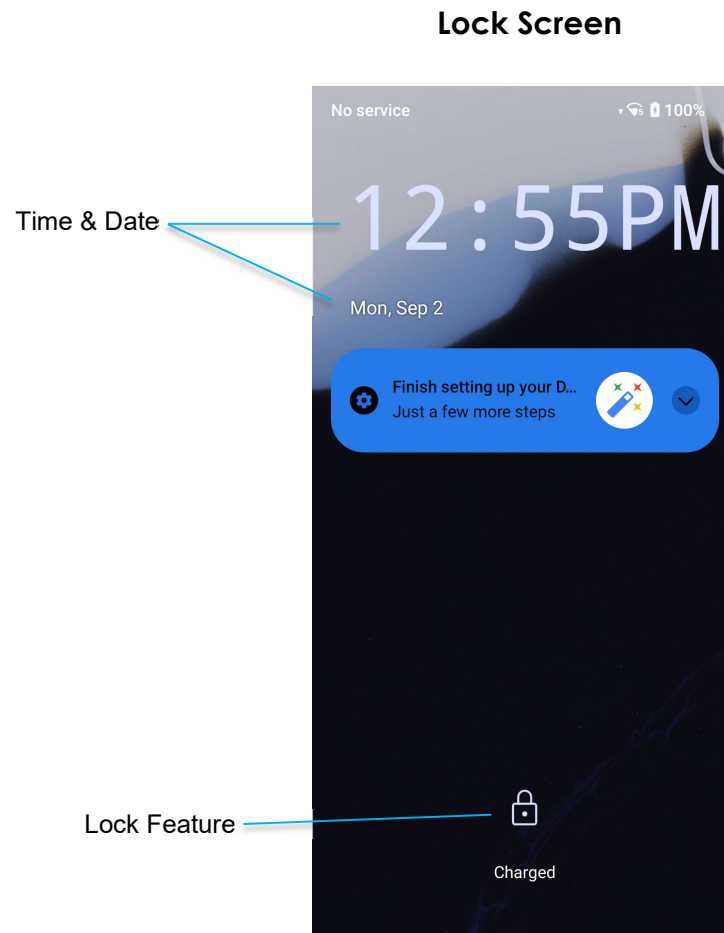 Lock Screen
No service
100%
12:55PM
Time & Date
Mon, Sep 2
Finish setting up your D...
Just a few more steps
Lock Feature
Charged